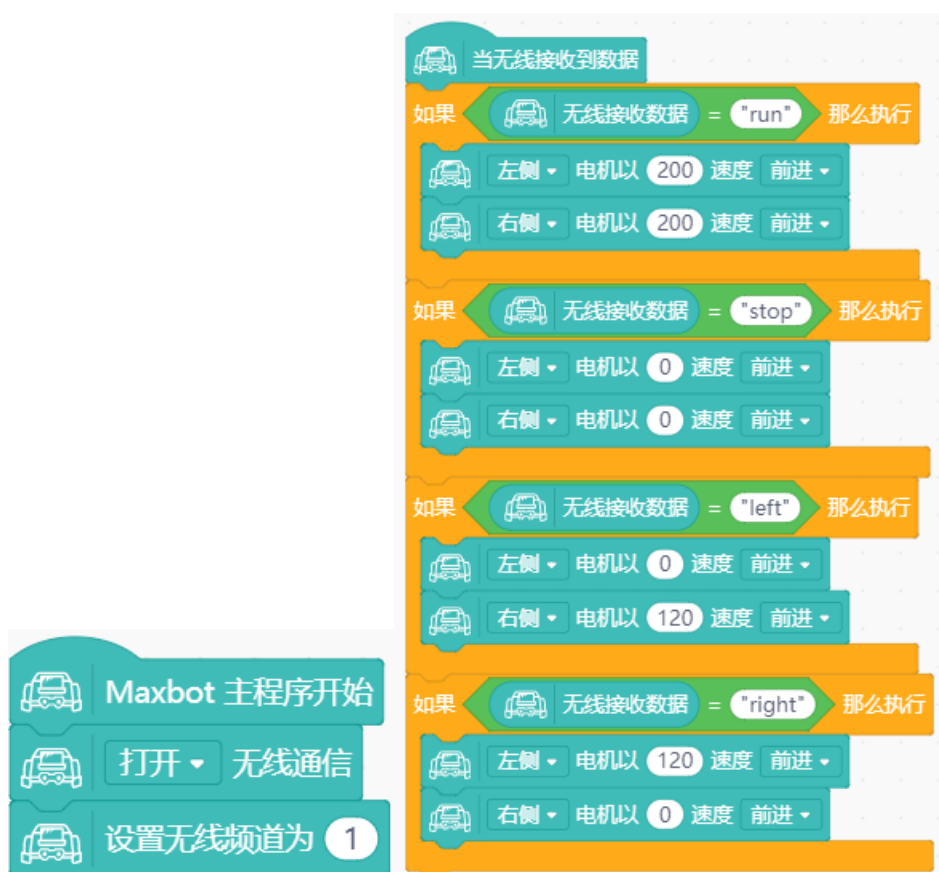 Maxbot 主程序开始
打开 无线通信
设置无线频道为 1
当无线接收到数据
如果 无线接收数据 = "run" 那么执行
左侧 电机以 200 速度 前进
右侧 电机以 200 速度 前进
如果 无线接收数据 = "stop" 那么执行
左侧 电机以 0 速度 前进
右侧 电机以 0 速度 前进
如果 无线接收数据 = "left" 那么执行
左侧 电机以 0 速度 前进
右侧 电机以 120 速度 前进
如果 无线接收数据 = "right" 那么执行
左侧 电机以 120 速度 前进
右侧 电机以 0 速度 前进